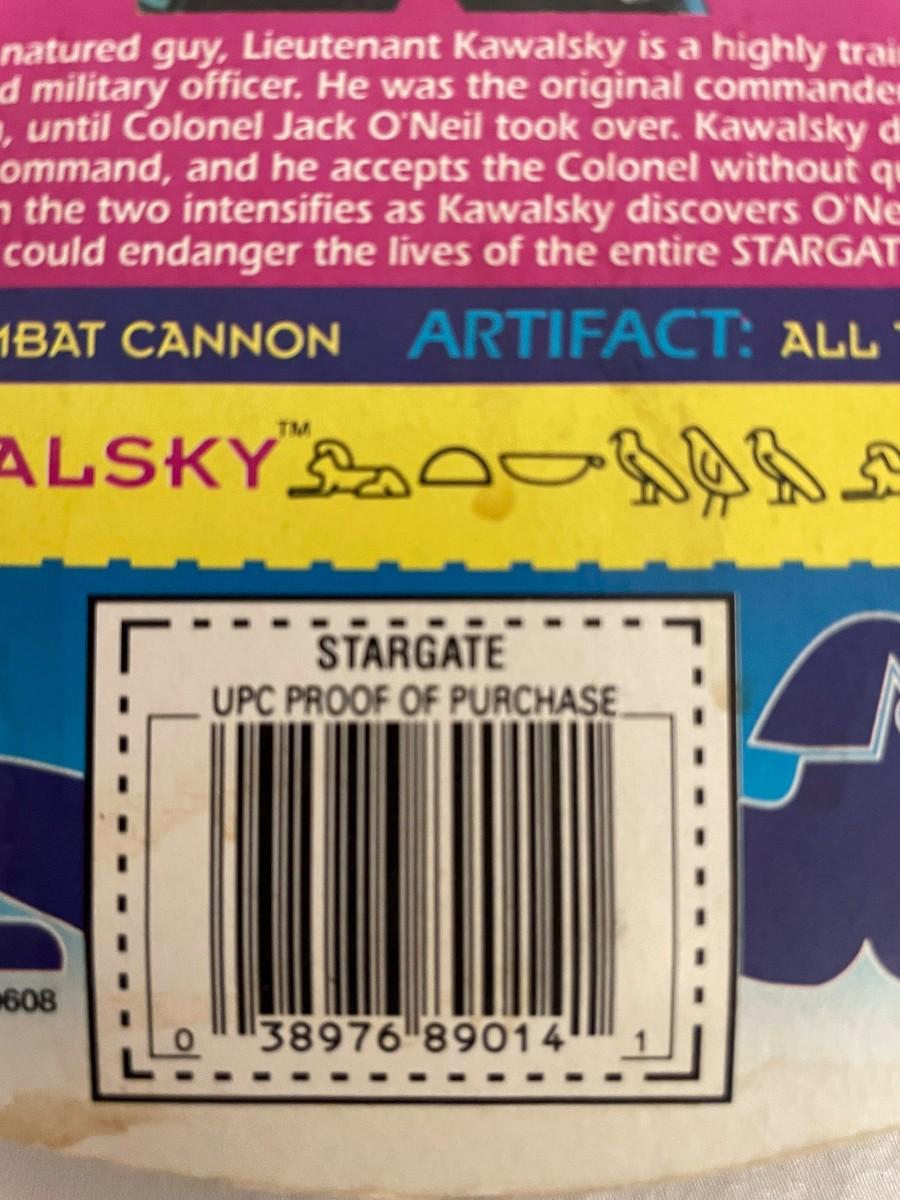 natured guy, Lieutenant Kawalsky is a highly trai
d military officer. He was the original commande
, until Colonel Jack O'Neil took over. Kawalsky d
ommand, and he accepts the Colonel without q
n the two intensifies as Kawalsky discovers O'Ne
could endanger the lives of the entire STARGAT
MBAT CANNON ARTIFACT: ALL
ALSKY™
STARGATE
UPC PROOF OF PURCHASE
608
0 38976 89014 1